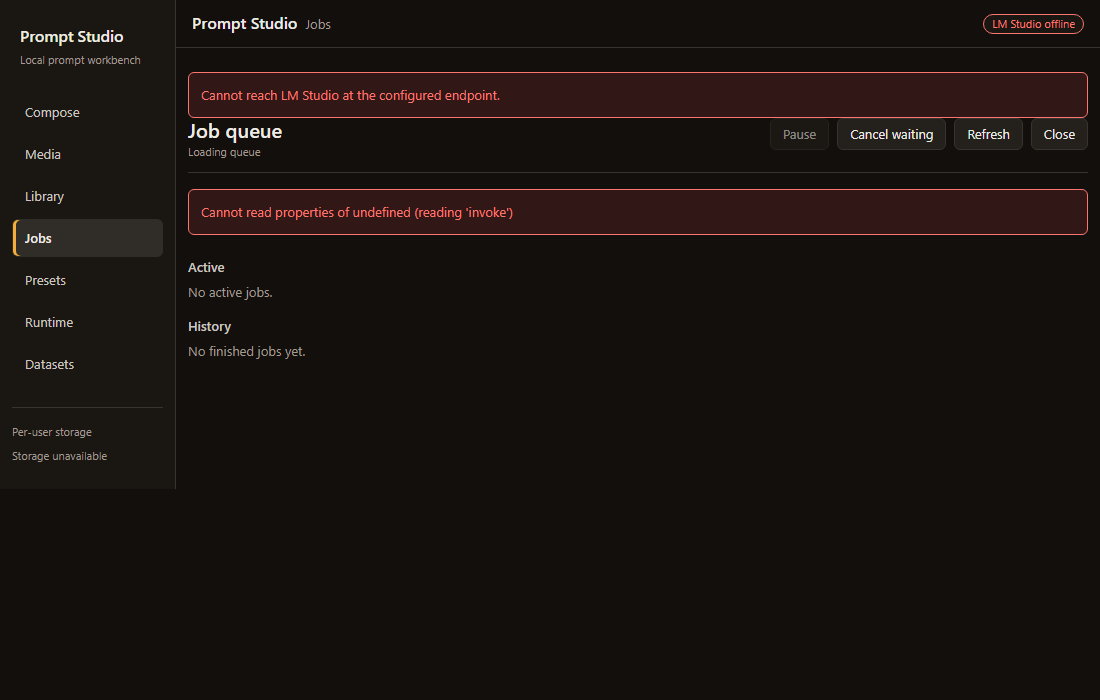 Prompt Studio
Local prompt workbench
Compose
Media
Library
Jobs
Presets
Runtime
Datasets
Per-user storage
Storage unavailable
Prompt Studio Jobs
LM Studio offline
Cannot reach LM Studio at the configured endpoint.
Job queue
Loading queue
Pause
Cancel waiting
Refresh
Close
Cannot read properties of undefined (reading 'invoke')
Active
No active jobs.
History
No finished jobs yet.